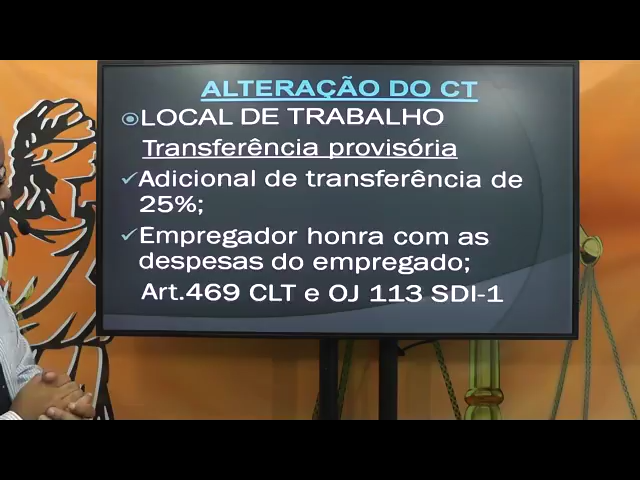 ALTERAÇÃO DO CT
LOCAL DE TRABALHO
Transferência provisória
Adicional de transferência de
25%;
Empregador honra com as
despesas do empregado;
Art.469 CLT e OJ 113 SDI-1